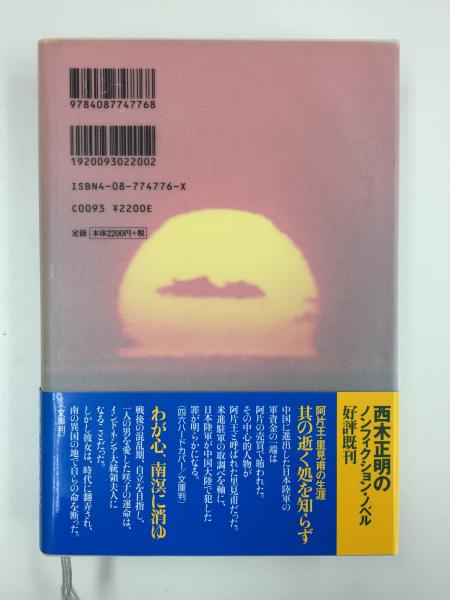 9784087747768
1920093022002
ISBN4-08-774776-X
C0093 ¥2200E
定価 本体2200円+税
西木正明の
ノンフィクション・ノベル
好評既刊
阿片王・里見甫の生涯
其の逝く処を知らず
中国に進出した日本陸軍の
軍資金の一端は
阿片の売買で賄われた。
その中心的人物が
阿片王と呼ばれた里見甫だった。
米進駐軍の取調べを軸に、
日本陸軍が中国大陸で犯した
罪が明らかになる。
(四六ハードカバー/文庫判)
わが心、南溟に消ゆ
戦後の混乱期、自立を目指し、
一人の男を愛した咲子の運命は、
インドネシア大統領夫人に
なることだった。
しかし彼女は、時代に翻弄され、
南の異国の地で自らの命を断った。
(文庫判)